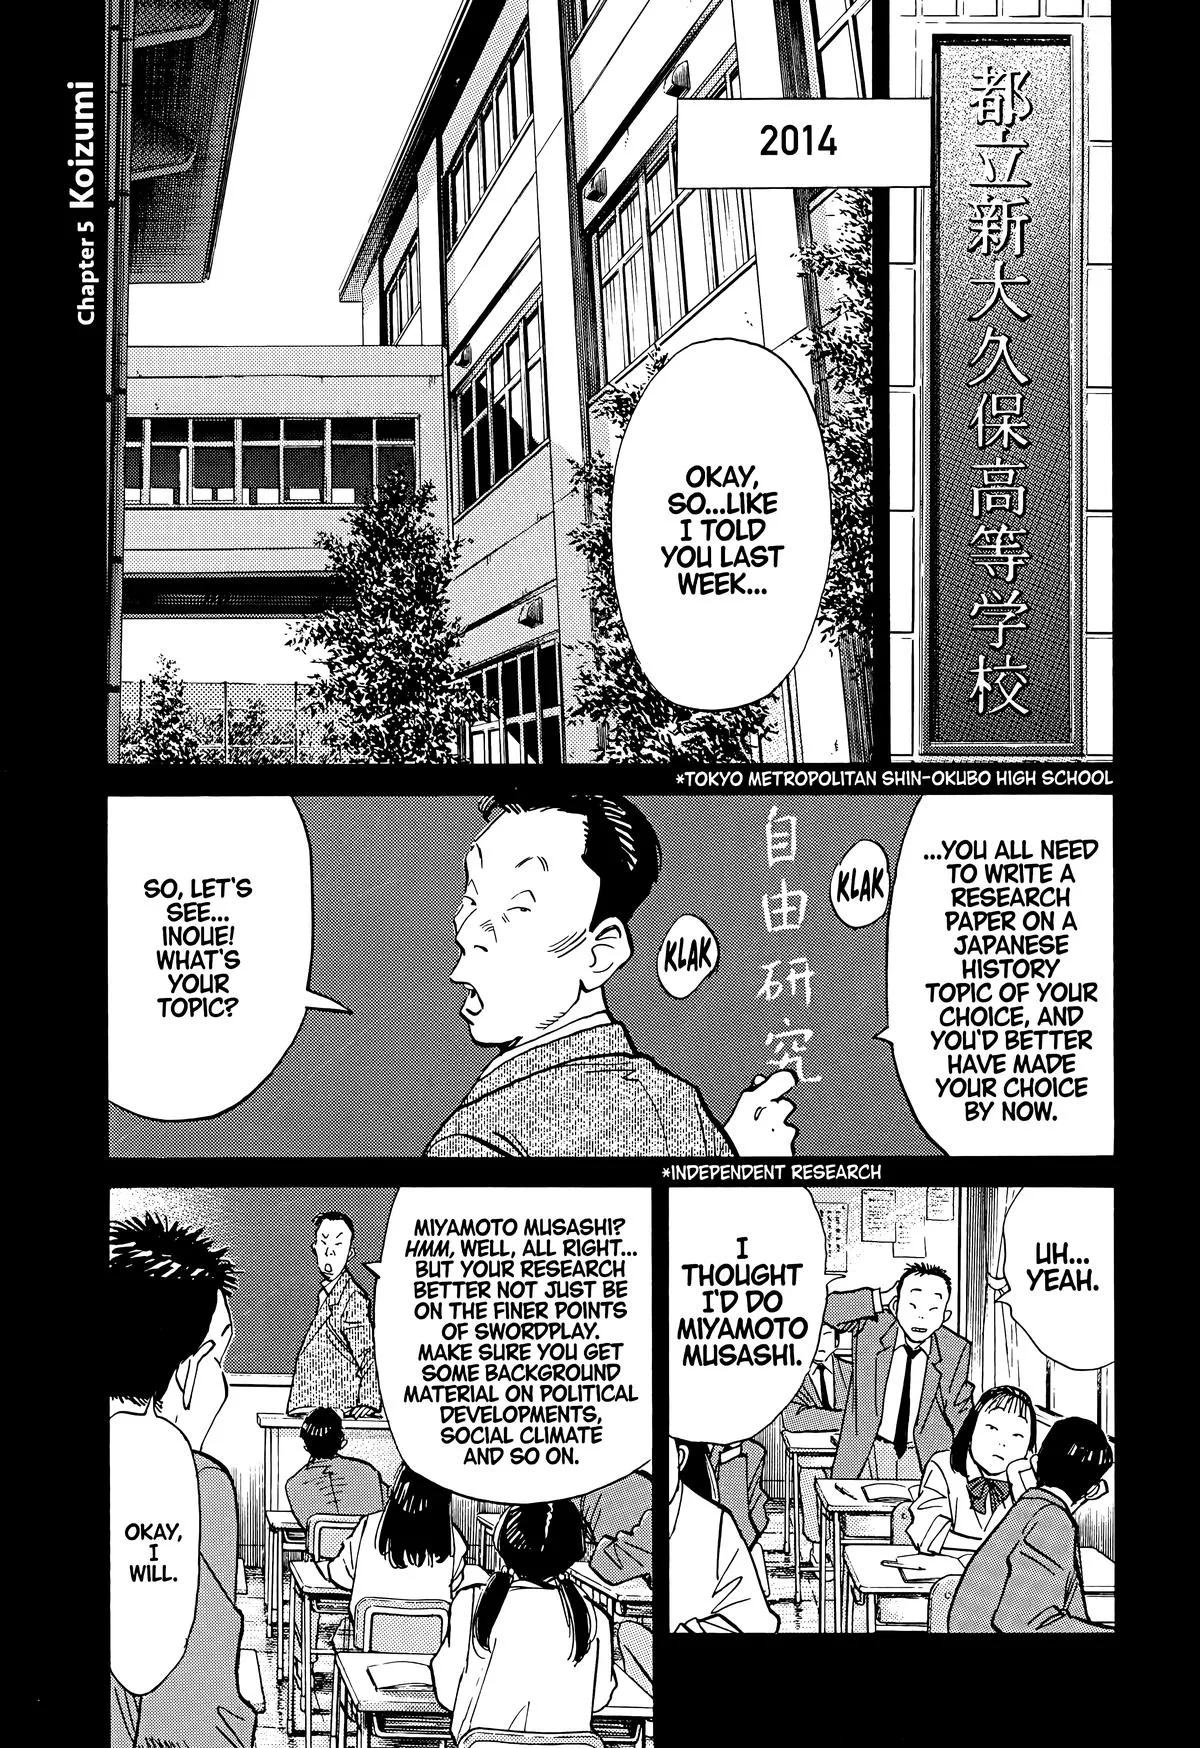 Chapter 5 Koizumi
都立新大久保高等学校
2014
OKAY,
SO...LIKE
I TOLD
YOU LAST
WEEK...
*TOKYO METROPOLITAN SHIN-OKUBO HIGH SCHOOL
...YOU ALL NEED
TO WRITE A
RESEARCH
PAPER ON A
JAPANESE
HISTORY
TOPIC OF YOUR
CHOICE, AND
YOU'D BETTER
HAVE MADE
YOUR CHOICE
BY NOW.
KLAK
自由研究
KLAK
SO, LET'S
SEE...
INOUE!
WHAT'S
YOUR
TOPIC?
*INDEPENDENT RESEARCH
UH...
YEAH.
I
THOUGHT
I'D DO
MIYAMOTO
MUSASHI.
MIYAMOTO MUSASHI?
HMM, WELL, ALL RIGHT...
BUT YOUR RESEARCH
BETTER NOT JUST BE
ON THE FINER POINTS
OF SWORDPLAY.
MAKE SURE YOU GET
SOME BACKGROUND
MATERIAL ON POLITICAL
DEVELOPMENTS,
SOCIAL CLIMATE
AND SO ON.
OKAY,
I
WILL.